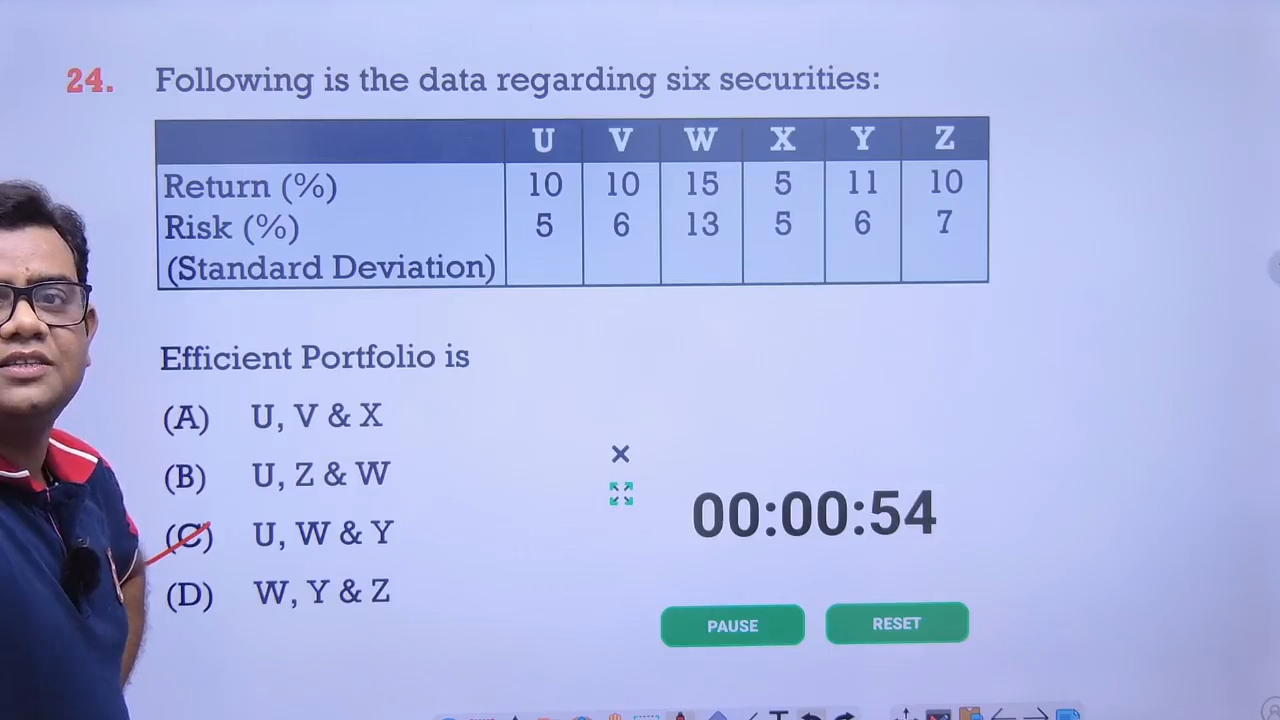 24. Following is the data regarding six securities:
U V W X Y Z
Return (%) 10 10 15 5 11 10
Risk (%) 5 6 13 5 6 7
(Standard Deviation)
Efficient Portfolio is
(A) U, V & X
(B) U, Z & W
(C) U, W & Y
(D) W, Y & Z
00:00:54
PAUSE RESET